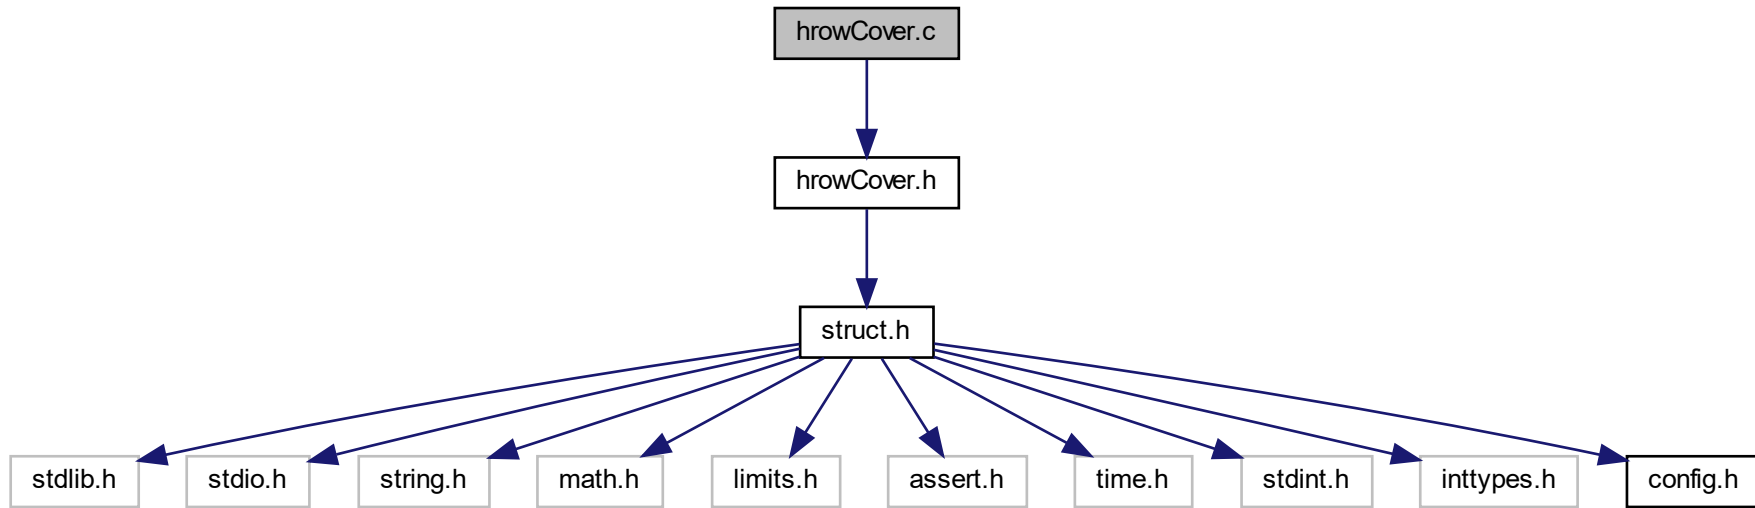 hrowCover.c
hrowCover.h
struct.h
stdlib.h
stdio.h
string.h
math.h
limits.h
assert.h
time.h
stdint.h
inttypes.h
config.h